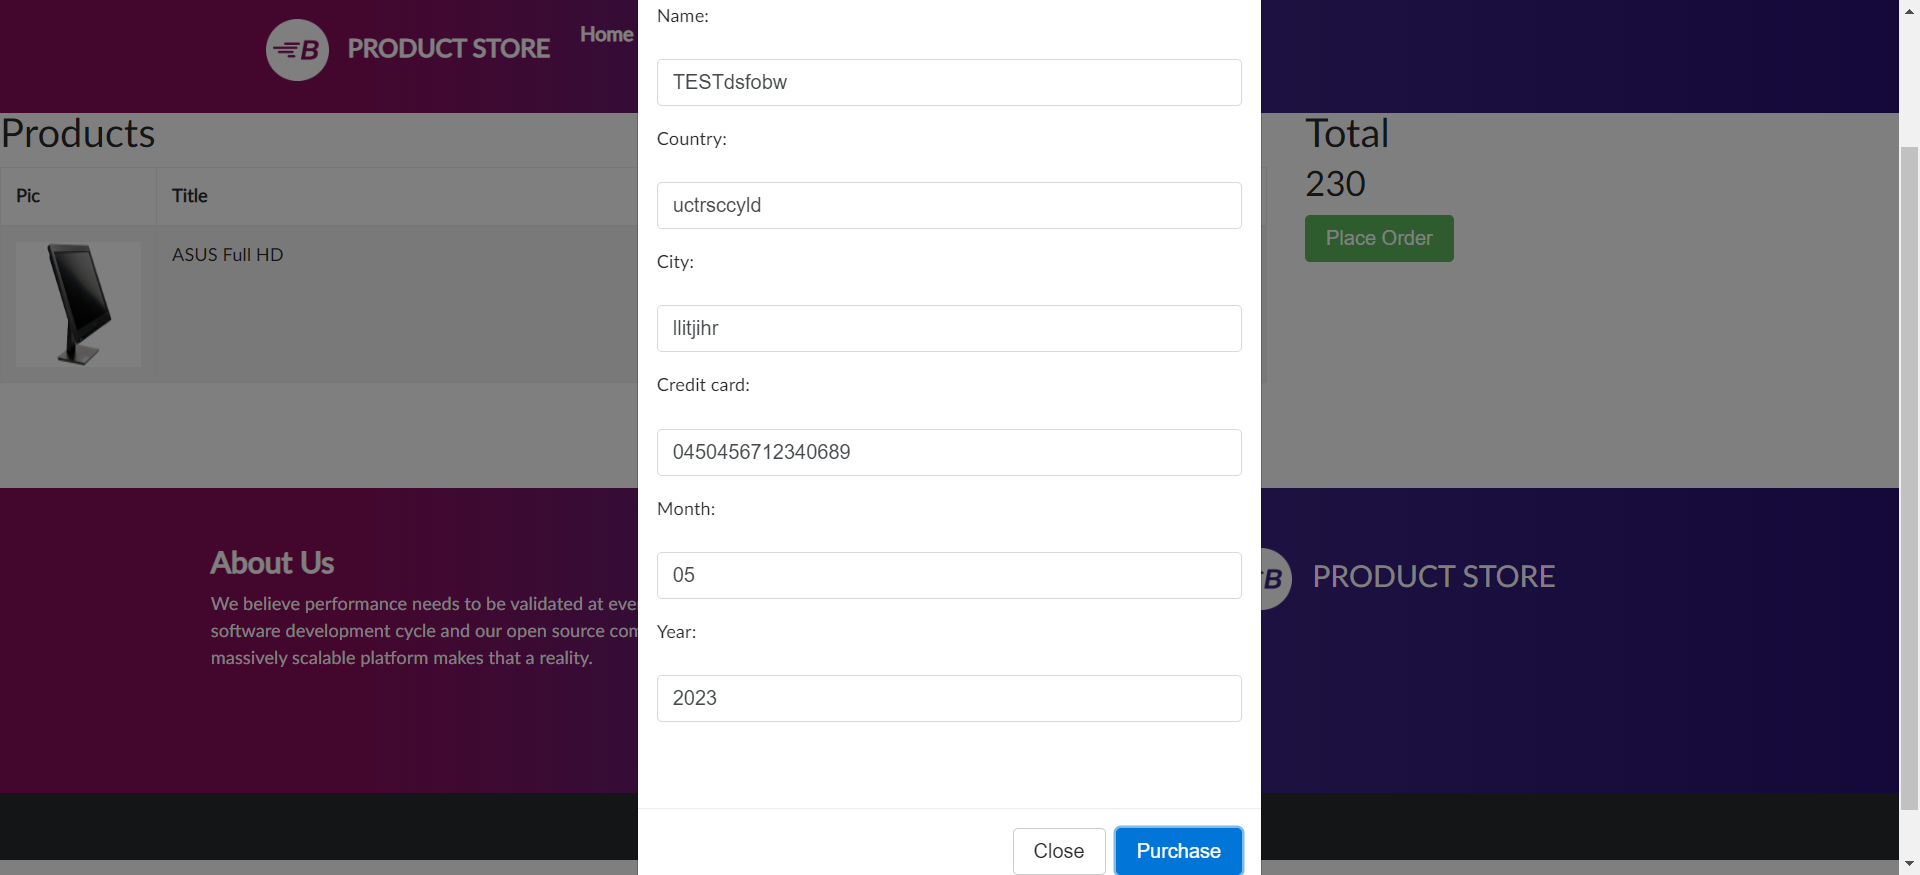 B PRODUCT STORE
Home
Products
Pic
Title
ASUS Full HD
Name:
TESTdsfobw
Country:
uctrsccyld
City:
llitjihr
Credit card:
0450456712340689
Month:
05
Year:
2023
Close
Purchase
Total
230
Place Order
About Us
We believe performance needs to be validated at eve
software development cycle and our open source com
massively scalable platform makes that a reality.
B PRODUCT STORE